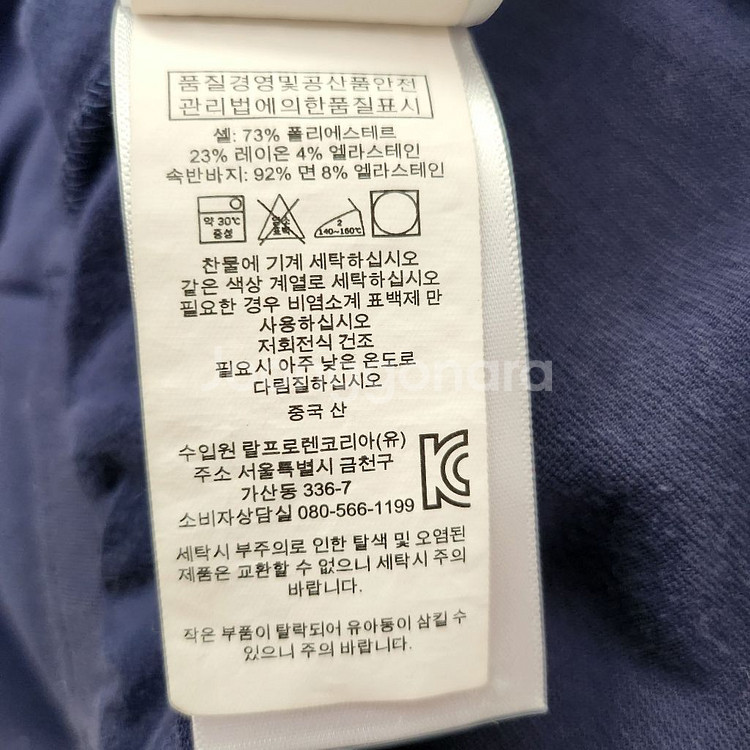 품질경영및공산품안전
관리법에의한품질표시
셸: 73% 폴리에스테르
23% 레이온 4% 엘라스테인
속반바지: 92% 면 8% 엘라스테인
약 30℃
중성
염소
표백
2
140~160℃
찬물에 기계 세탁하십시오
같은 색상 계열로 세탁하십시오
필요한 경우 비염소계 표백제 만
사용하십시오
저회전식 건조
필요시 아주 낮은 온도로
다림질하십시오
중국 산
수입원 랄프로렌코리아(유)
주소 서울특별시 금천구
가산동 336-7
소비자상담실 080-566-1199
세탁시 부주의로 인한 탈색 및 오염된
제품은 교환할 수 없으니 세탁시 주의
바랍니다.
작은 부품이 탈락되어 유아동이 삼킬 수
있으니 주의 바랍니다.